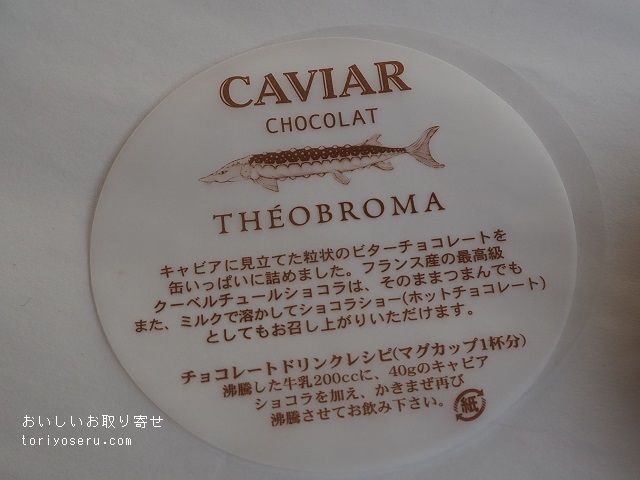 CAVIAR
CHOCOLAT
THÉOBROMA
キャビアに見立てた粒状のビターチョコレートを
缶いっぱいに詰めました。フランス産の最高級
クーベルチュールショコラは、そのままつまんでも
また、ミルクで溶かしてショコラショー(ホットチョコレート)
としてもお召し上がりいただけます。
チョコレートドリンクレシピ(マグカップ1杯分)
沸騰した牛乳200ccに、40gのキャビア
ショコラを加え、かきまぜ再び
沸騰させてお飲み下さい。
紙
おいしいお取り寄せ
toriyoseru.com